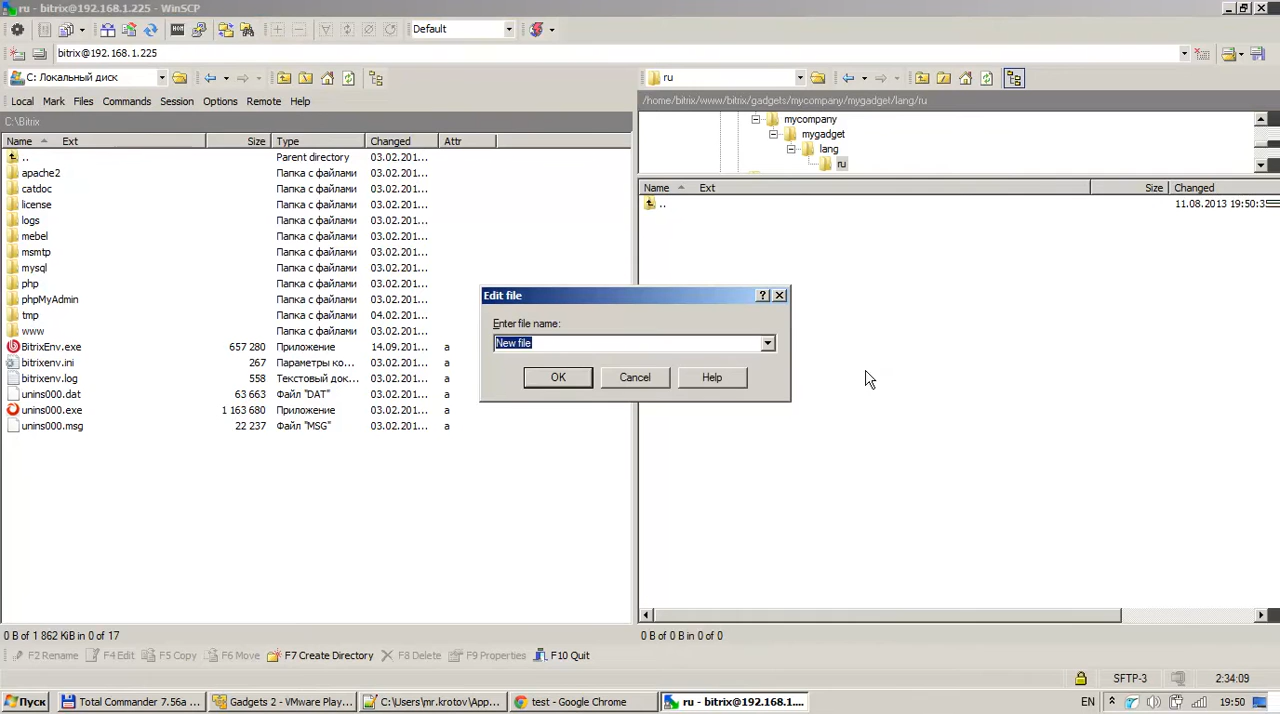 ru - bitrix@192.168.1.225 - WinSCP
Default
bitrix@192.168.1.225
C: Локальный диск
ru
Local Mark Files Commands Session Options Remote Help
/home/bitrix/www/bitrix/gadgets/mycompany/mygadget/lang/ru
C:\Bitrix
mycompany
mygadget
lang
ru
Name Ext Size Type Changed Attr
Name Ext Size Changed
.. Parent directory 03.02.201...
apache2 Папка с файлами 03.02.201...
catdoc Папка с файлами 03.02.201...
license Папка с файлами 03.02.201...
logs Папка с файлами 03.02.201...
mebel Папка с файлами 03.02.201...
msmtp Папка с файлами 03.02.201...
mysql Папка с файлами 03.02.201...
php Папка с файлами 03.02.201...
phpMyAdmin Папка с файлами 03.02.201...
tmp Папка с файлами 04.02.201...
www Папка с файлами 03.02.201...
BitrixEnv.exe 657 280 Приложение 14.09.201... a
bitrixenv.ini 267 Параметры ко... 03.02.201... a
bitrixenv.log 558 Текстовый док... 03.02.201... a
unins000.dat 63 663 Файл "DAT" 03.02.201... a
unins000.exe 1 163 680 Приложение 03.02.201... a
unins000.msg 22 237 Файл "MSG" 03.02.201... a
.. 11.08.2013 19:50:3
Edit file
Enter file name:
New file
OK Cancel Help
0 B of 1 862 KiB in 0 of 17
0 B of 0 B in 0 of 0
F2 Rename F4 Edit F5 Copy F6 Move F7 Create Directory F8 Delete F9 Properties F10 Quit
SFTP-3 2:34:09
Пуск Total Commander 7.56a ... Gadgets 2 - VMware Play... C:\Users\mr.krotov\App... test - Google Chrome ru - bitrix@192.168.1.... EN 19:50